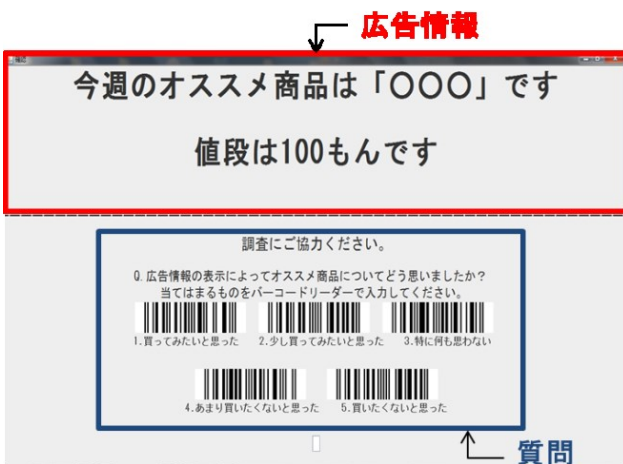 広告情報
確認
今週のオススメ商品は「〇〇〇」です
値段は100もんです
調査にご協力ください。
Q.広告情報の表示によってオススメ商品についてどう思いましたか？
当てはまるものをバーコードリーダーで入力してください。
1.買ってみたいと思った 2.少し買ってみたいと思った 3.特に何も思わない
4.あまり買いたくないと思った 5.買いたくないと思った
質問